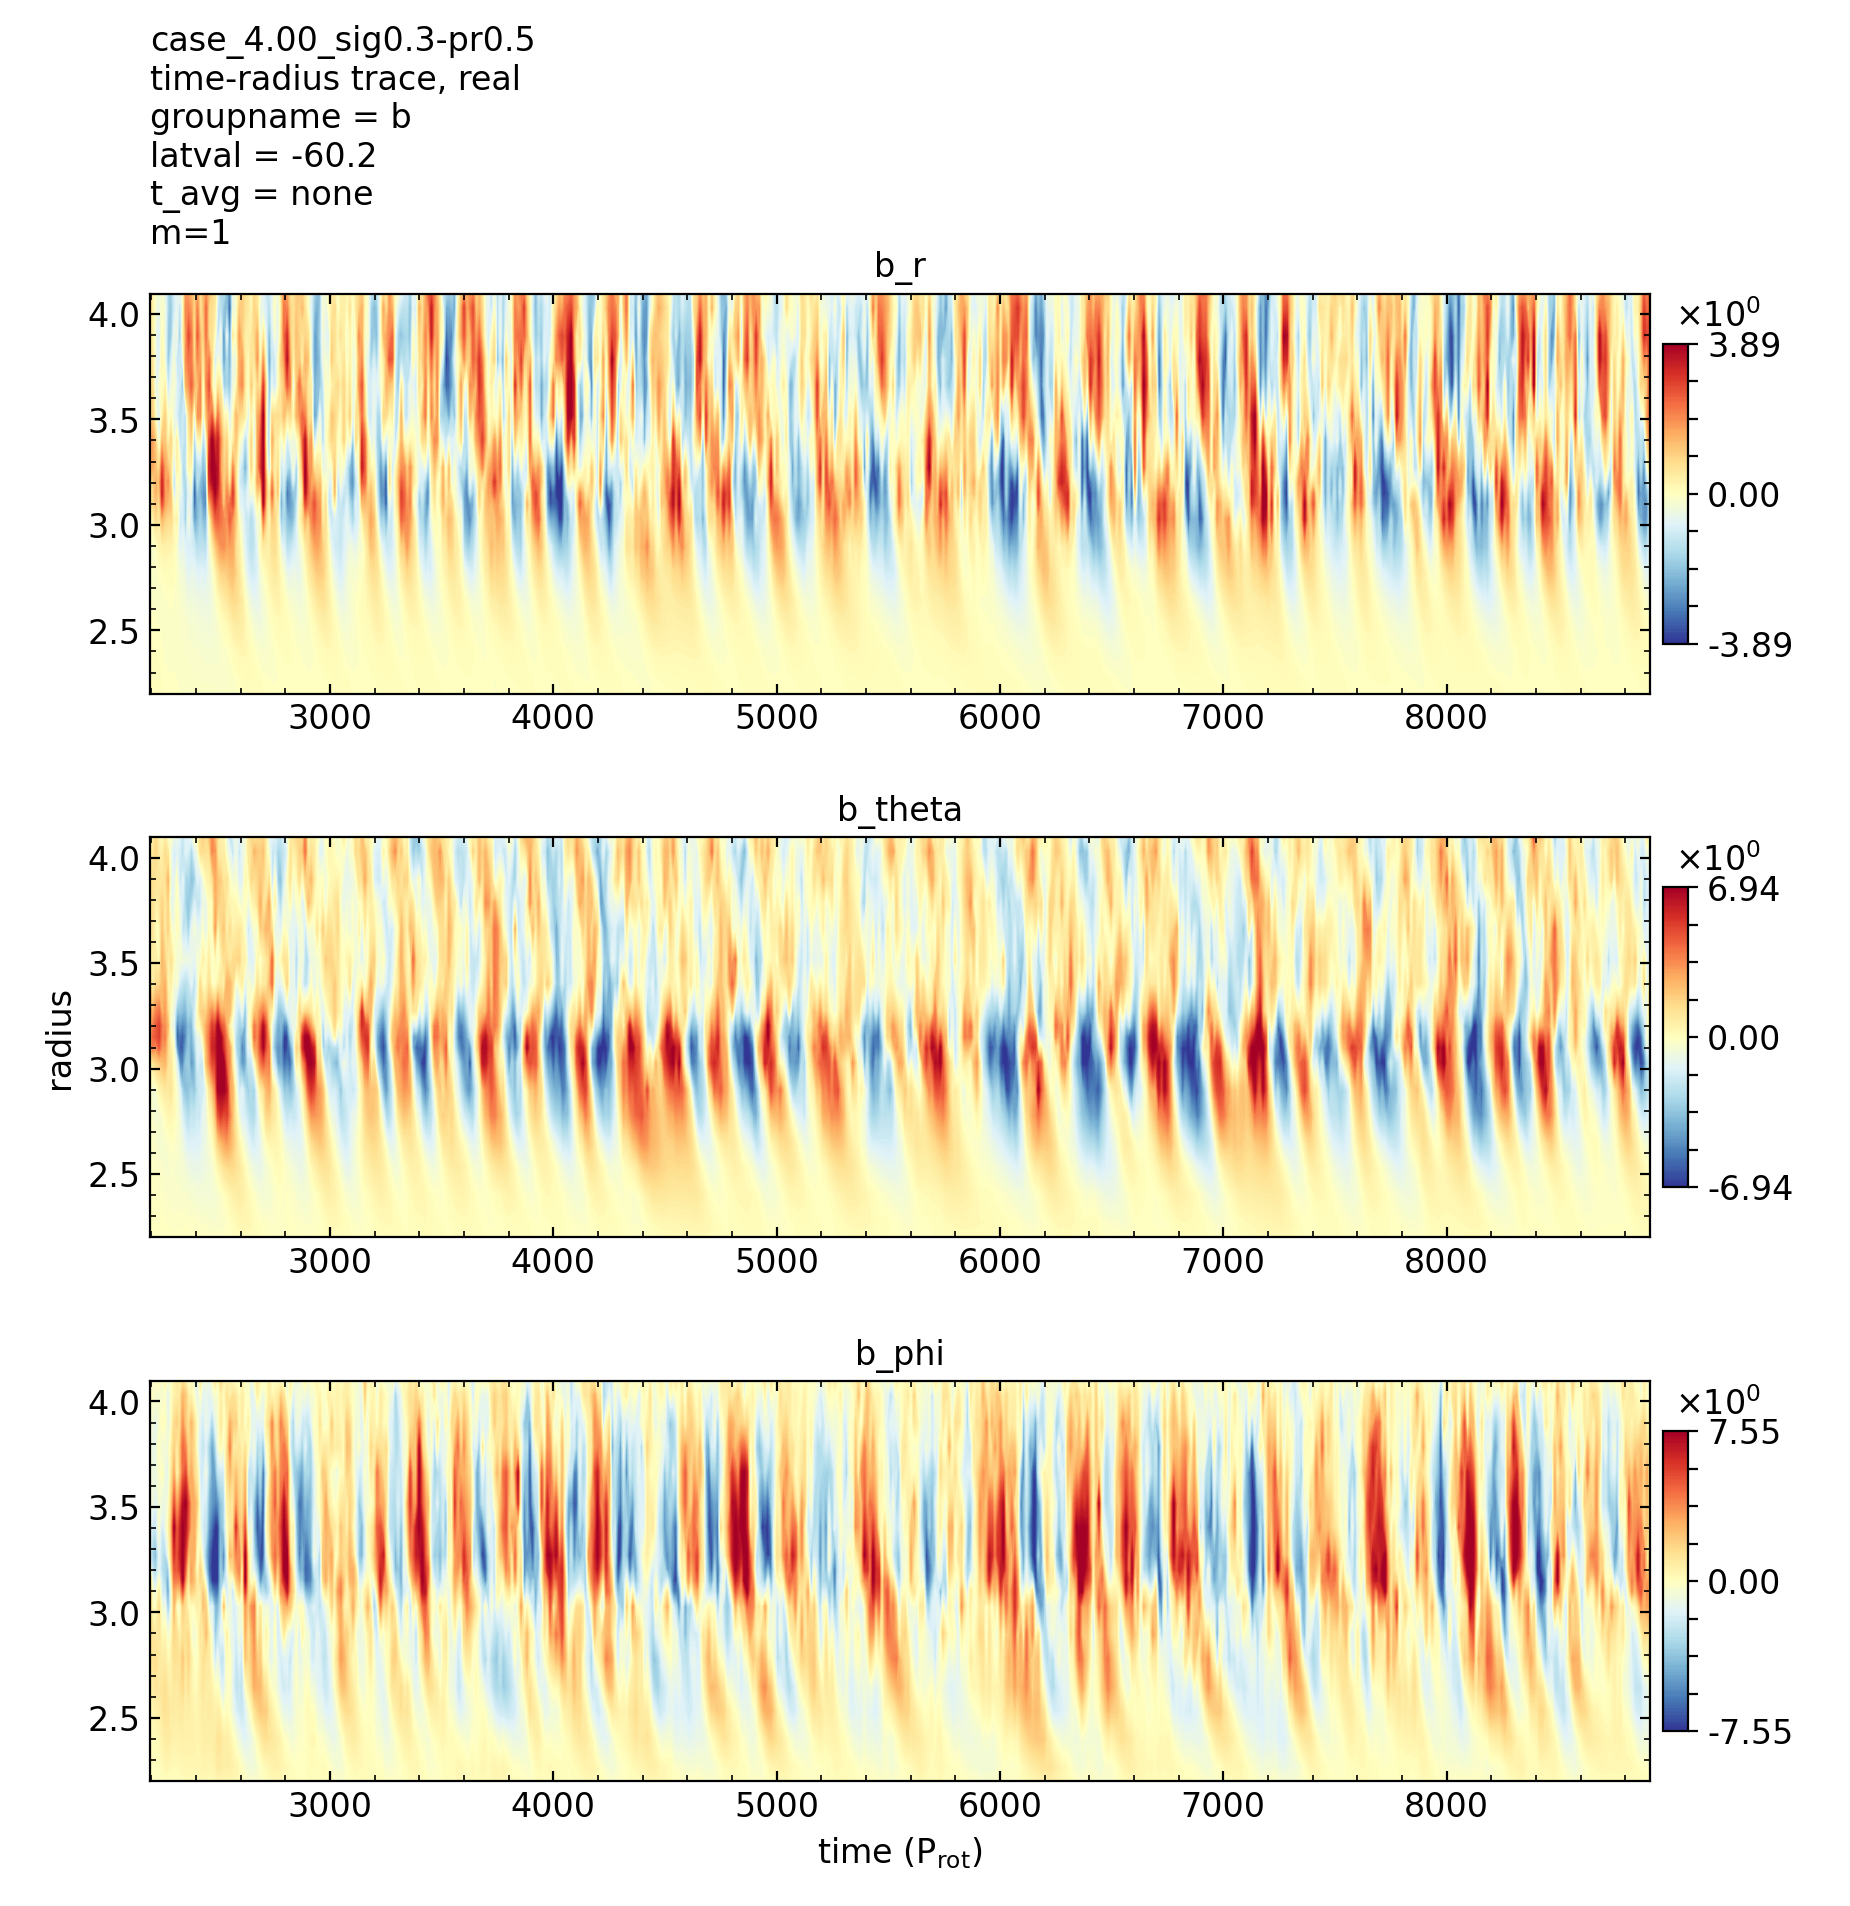 case_4.00_sig0.3-pr0.5
time-radius trace, real
groupname = b
latval = -60.2
t_avg = none
m=1
b_r
4.0
3.5
3.0
2.5
3000 4000 5000 6000 7000 8000
×10⁰
3.89
0.00
-3.89
b_theta
radius
4.0
3.5
3.0
2.5
3000 4000 5000 6000 7000 8000
×10⁰
6.94
0.00
-6.94
b_phi
4.0
3.5
3.0
2.5
3000 4000 5000 6000 7000 8000
time (P_rot)
×10⁰
7.55
0.00
-7.55